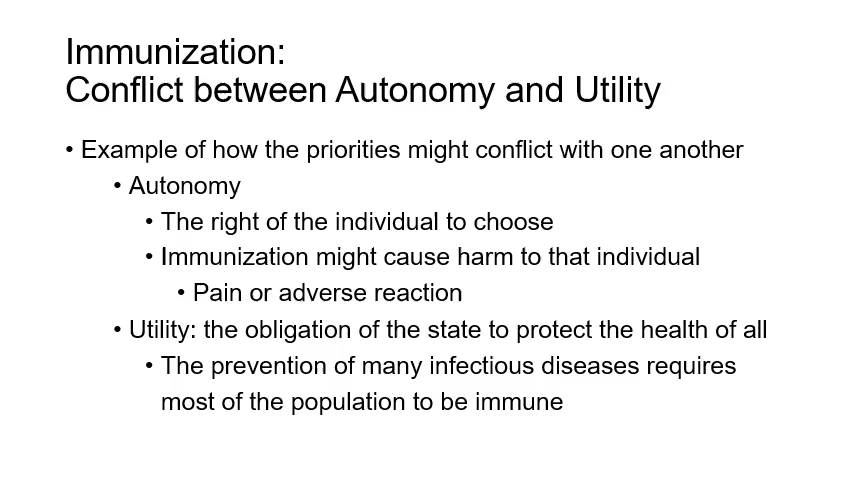 Immunization:
Conflict between Autonomy and Utility
• Example of how the priorities might conflict with one another
• Autonomy
• The right of the individual to choose
• Immunization might cause harm to that individual
• Pain or adverse reaction
• Utility: the obligation of the state to protect the health of all
• The prevention of many infectious diseases requires
most of the population to be immune